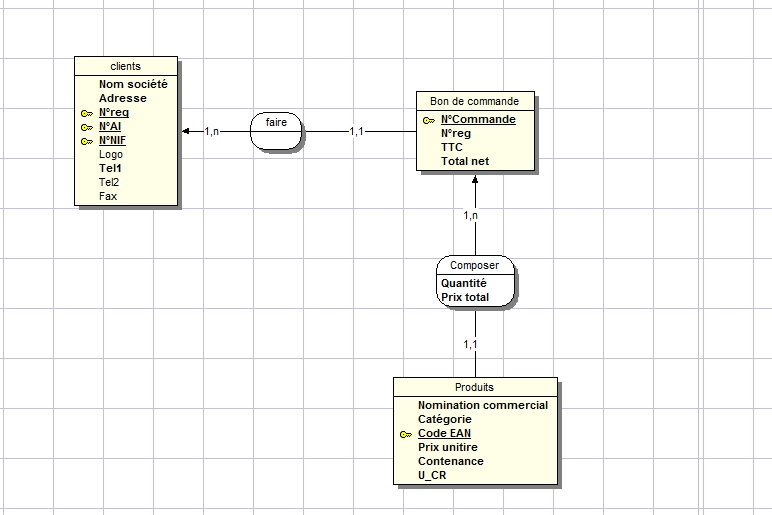 clients
Nom société
Adresse
N°reg
N°AI
N°NIF
Logo
Tel1
Tel2
Fax
1,n
faire
1,1
Bon de commande
N°Commande
N°reg
TTC
Total net
1,n
Composer
Quantité
Prix total
1,1
Produits
Nomination commercial
Catégorie
Code EAN
Prix unitire
Contenance
U_CR